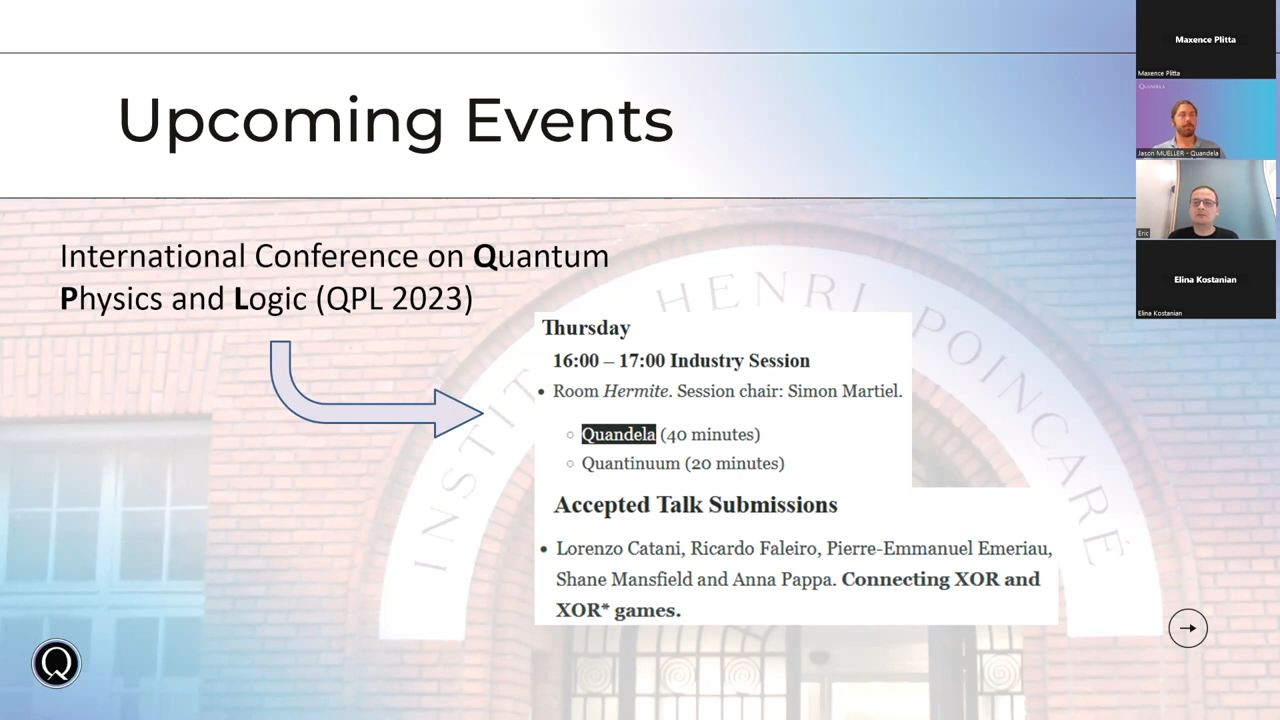 Upcoming Events
International Conference on Quantum
Physics and Logic (QPL 2023)
INSTITUT HENRI POINCARÉ
Thursday
16:00 – 17:00 Industry Session
• Room Hermite. Session chair: Simon Martiel.
○ Quandela (40 minutes)
○ Quantinuum (20 minutes)
Accepted Talk Submissions
• Lorenzo Catani, Ricardo Faleiro, Pierre-Emmanuel Emeriau,
Shane Mansfield and Anna Pappa. Connecting XOR and
XOR* games.
Q
Maxence Plitta
Maxence Plitta
QUANDELA
Jason MUELLER - Quandela
Eric
Elina Kostanian
Elina Kostanian